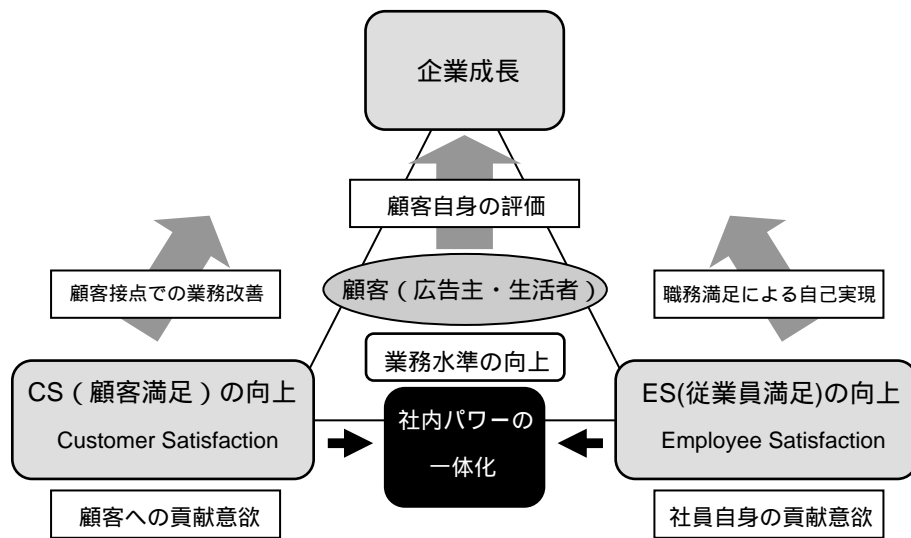 企業成長
顧客自身の評価
顧客接点での業務改善
顧客（広告主・生活者）
職務満足による自己実現
業務水準の向上
CS（顧客満足）の向上
Customer Satisfaction
社内パワーの
一体化
ES(従業員満足)の向上
Employee Satisfaction
顧客への貢献意欲
社員自身の貢献意欲